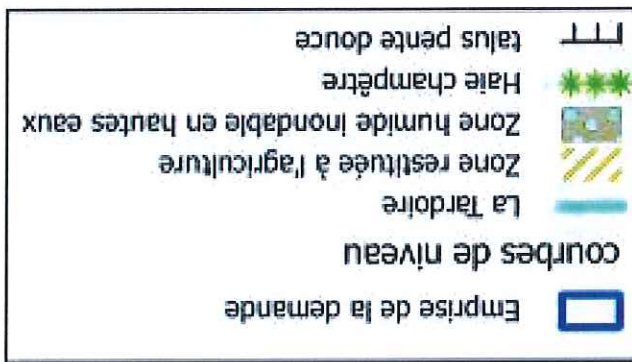 Emprise de la demande
courbes de niveau
La Tardoire
Zone restituée à l'agriculture
Zone humide inondable en hautes eaux
Haie champêtre
talus pente douce